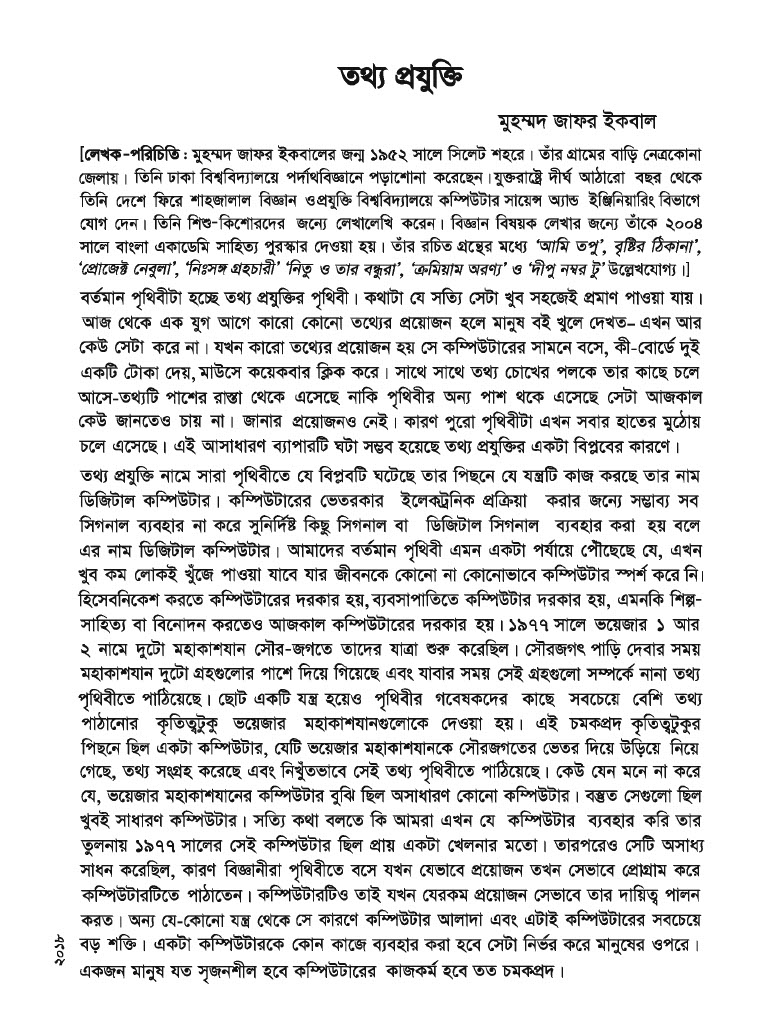 তথ্য প্রযুক্তি
মুহম্মদ জাফর ইকবাল
[লেখক-পরিচিতি : মুহম্মদ জাফর ইকবালের জন্ম ১৯৫২ সালে সিলেট শহরে। তাঁর গ্রামের বাড়ি নেত্রকোনা
জেলায়। তিনি ঢাকা বিশ্ববিদ্যালয়ে পর্দাথবিজ্ঞানে পড়াশোনা করেছেন। যুক্তরাষ্ট্রে দীর্ঘ আঠারো বছর থেকে
তিনি দেশে ফিরে শাহজালাল বিজ্ঞান ওপ্রযুক্তি বিশ্ববিদ্যালয়ে কম্পিউটার সায়েন্স অ্যান্ড ইঞ্জিনিয়ারিং বিভাগে
যোগ দেন। তিনি শিশু-কিশোরদের জন্যে লেখালেখি করেন। বিজ্ঞান বিষয়ক লেখার জন্যে তাঁকে ২০০৪
সালে বাংলা একাডেমি সাহিত্য পুরস্কার দেওয়া হয়। তাঁর রচিত গ্রন্থের মধ্যে ‘আমি তপু’, বৃষ্টির ঠিকানা’,
‘প্রোজেক্ট নেবুলা’, ‘নিঃসঙ্গ গ্রহচারী’ ‘নিতু ও তার বন্ধুরা’, ‘ক্রমিয়াম অরণ্য’ ও ‘দীপু নম্বর টু’ উল্লেখযোগ্য।]
বর্তমান পৃথিবীটা হচ্ছে তথ্য প্রযুক্তির পৃথিবী। কথাটা যে সত্যি সেটা খুব সহজেই প্রমাণ পাওয়া যায়।
আজ থেকে এক যুগ আগে কারো কোনো তথ্যের প্রয়োজন হলে মানুষ বই খুলে দেখত– এখন আর
কেউ সেটা করে না। যখন কারো তথ্যের প্রয়োজন হয় সে কম্পিউটারের সামনে বসে, কী-বোর্ডে দুই
একটি টোকা দেয়, মাউসে কয়েকবার ক্লিক করে। সাথে সাথে তথ্য চোখের পলকে তার কাছে চলে
আসে-তথ্যটি পাশের রাস্তা থেকে এসেছে নাকি পৃথিবীর অন্য পাশ থকে এসেছে সেটা আজকাল
কেউ জানতেও চায় না। জানার প্রয়োজনও নেই। কারণ পুরো পৃথিবীটা এখন সবার হাতের মুঠোয়
চলে এসেছে। এই আসাধারণ ব্যাপারটি ঘটা সম্ভব হয়েছে তথ্য প্রযুক্তির একটা বিপ্লবের কারণে।
তথ্য প্রযুক্তি নামে সারা পৃথিবীতে যে বিপ্লবটি ঘটেছে তার পিছনে যে যন্ত্রটি কাজ করছে তার নাম
ডিজিটাল কম্পিউটার। কম্পিউটারের ভেতরকার ইলেকট্রনিক প্রক্রিয়া করার জন্যে সম্ভাব্য সব
সিগনাল ব্যবহার না করে সুনির্দিষ্ট কিছু সিগনাল বা ডিজিটাল সিগনাল ব্যবহার করা হয় বলে
এর নাম ডিজিটাল কম্পিউটার। আমাদের বর্তমান পৃথিবী এমন একটা পর্যায়ে পৌঁছেছে যে, এখন
খুব কম লোকই খুঁজে পাওয়া যাবে যার জীবনকে কোনো না কোনোভাবে কম্পিউটার স্পর্শ করে নি।
হিসেবনিকেশ করতে কম্পিউটারের দরকার হয়, ব্যবসাপাতিতে কম্পিউটার দরকার হয়, এমনকি শিল্প-
সাহিত্য বা বিনোদন করতেও আজকাল কম্পিউটারের দরকার হয়। ১৯৭৭ সালে ভয়েজার ১ আর
২ নামে দুটো মহাকাশযান সৌর-জগতে তাদের যাত্রা শুরু করেছিল। সৌরজগৎ পাড়ি দেবার সময়
মহাকাশযান দুটো গ্রহগুলোর পাশে দিয়ে গিয়েছে এবং যাবার সময় সেই গ্রহগুলো সম্পর্কে নানা তথ্য
পৃথিবীতে পাঠিয়েছে। ছোট একটি যন্ত্র হয়েও পৃথিবীর গবেষকদের কাছে সবচেয়ে বেশি তথ্য
পাঠানোর কৃতিত্বটুকু ভয়েজার মহাকাশযানগুলোকে দেওয়া হয়। এই চমকপ্রদ কৃতিত্বটুকুর
পিছনে ছিল একটা কম্পিউটার, যেটি ভয়েজার মহাকাশযানকে সৌরজগতের ভেতর দিয়ে উড়িয়ে নিয়ে
গেছে, তথ্য সংগ্রহ করেছে এবং নিখুঁতভাবে সেই তথ্য পৃথিবীতে পাঠিয়েছে। কেউ যেন মনে না করে
যে, ভয়েজার মহাকাশযানের কম্পিউটার বুঝি ছিল অসাধারণ কোনো কম্পিউটার। বস্তুত সেগুলো ছিল
খুবই সাধারণ কম্পিউটার। সত্যি কথা বলতে কি আমরা এখন যে কম্পিউটার ব্যবহার করি তার
তুলনায় ১৯৭৭ সালের সেই কম্পিউটার ছিল প্রায় একটা খেলনার মতো। তারপরেও সেটি অসাধ্য
সাধন করেছিল, কারণ বিজ্ঞানীরা পৃথিবীতে বসে যখন যেভাবে প্রয়োজন তখন সেভাবে প্রোগ্রাম করে
কম্পিউটারটিতে পাঠাতেন। কম্পিউটারটিও তাই যখন যেরকম প্রয়োজন সেভাবে তার দায়িত্ব পালন
করত। অন্য যে-কোনো যন্ত্র থেকে সে কারণে কম্পিউটার আলাদা এবং এটাই কম্পিউটারের সবচেয়ে
বড় শক্তি। একটা কম্পিউটারকে কোন কাজে ব্যবহার করা হবে সেটা নির্ভর করে মানুষের ওপরে।
একজন মানুষ যত সৃজনশীল হবে কম্পিউটারের কাজকর্ম হবে তত চমকপ্রদ।
২০১৮